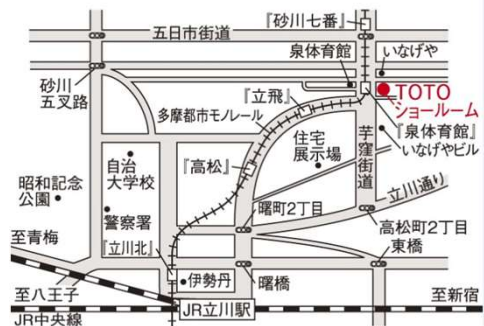 『砂川七番』
五日市街道
泉体育館
いなげや
砂川
五叉路
TOTO
ショールーム
『立飛』
多摩都市モノレール
『泉体育館』
いなげやビル
住宅
展示場
芋窪街道
自治
大学校
『高松』
昭和記念
公園
立川通り
警察署
曙町2丁目
高松町2丁目
至青梅
『立川北』
東橋
伊勢丹
曙橋
至八王子
JR立川駅
至新宿
JR中央線